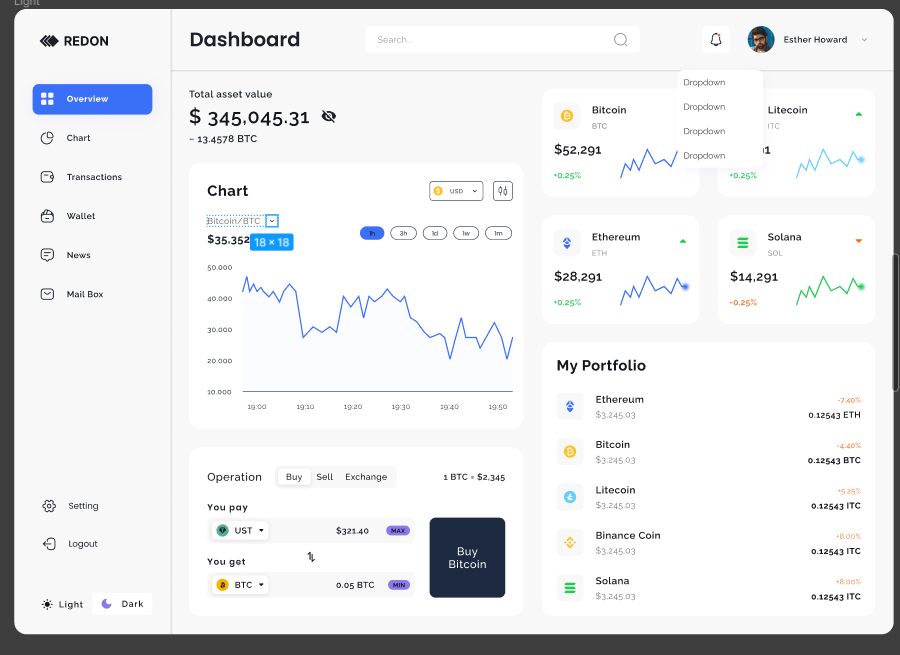 Light
REDON
Dashboard
Search...
Esther Howard
Overview
Chart
Transactions
Wallet
News
Mail Box
Setting
Logout
Light
Dark
Total asset value
$ 345,045.31
~ 13.4578 BTC
Chart
USD
Bitcoin/BTC
$35.352
18 × 18
1h
3h
1d
1w
1m
50.000
40.000
30.000
20.000
10.000
19:00
19:10
19:20
19:30
19:40
19:50
Operation
Buy
Sell
Exchange
1 BTC = $2,345
You pay
UST
$321.40
MAX
You get
BTC
0.05 BTC
MIN
Buy
Bitcoin
Bitcoin
BTC
$52,291
+0.25%
Dropdown
Dropdown
Dropdown
Dropdown
Litecoin
ITC
91
+0.25%
Ethereum
ETH
$28,291
+0.25%
Solana
SOL
$14,291
-0.25%
My Portfolio
Ethereum
$3,245.03
-7.40%
0.12543 ETH
Bitcoin
$3,245.03
-4.40%
0.12543 BTC
Litecoin
$3,245.03
+5.25%
0.12543 ITC
Binance Coin
$3,245.03
+8.00%
0.12543 ITC
Solana
$3,245.03
+8.00%
0.12543 ITC